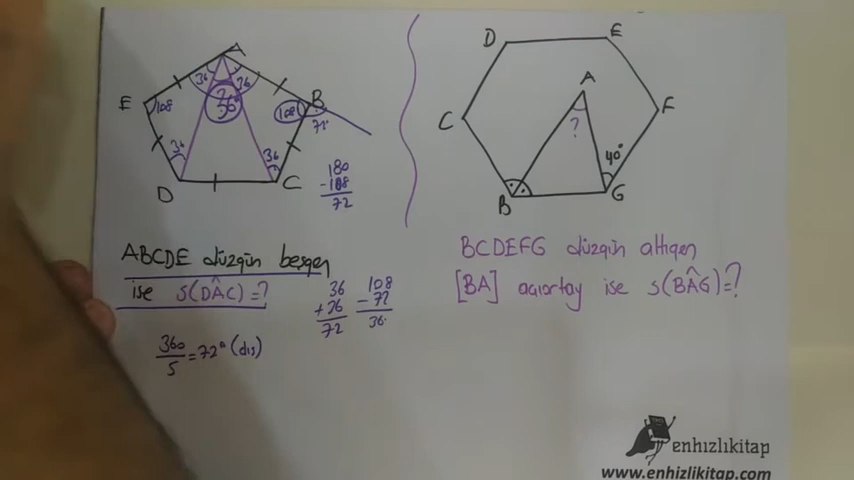 A
36
36
36°
E
108
108
B
72°
36
36
D
C
180
-108
72
ABCDE düzgün beşgen
ise s(DÂC)=?
36
+36
72
108
-72
36
360/5=72° (dış)
D
E
A
C
?
F
40°
B
G
BCDEFG düzgün altıgen
[BA] açıortay ise s(BÂG)=?
enhızlıkitap
www.enhizlikitap.com